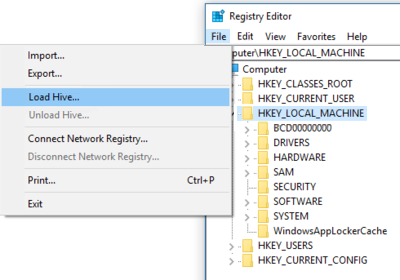 Registry Editor
File Edit View Favorites Help
puter\HKEY_LOCAL_MACHINE
Import...
Export...
Load Hive...
Unload Hive...
Connect Network Registry...
Disconnect Network Registry...
Print... Ctrl+P
Exit
Computer
HKEY_CLASSES_ROOT
HKEY_CURRENT_USER
HKEY_LOCAL_MACHINE
BCD00000000
DRIVERS
HARDWARE
SAM
SECURITY
SOFTWARE
SYSTEM
WindowsAppLockerCache
HKEY_USERS
HKEY_CURRENT_CONFIG